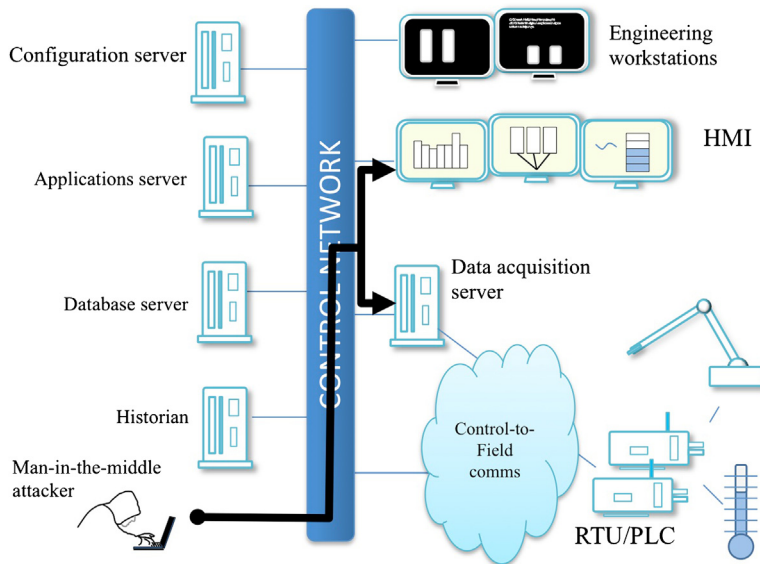 Configuration server
Engineering
workstations
HMI
Applications server
CONTROL NETWORK
Data acquisition
server
Database server
Historian
Control-to-
Field
comms
Man-in-the-middle
attacker
RTU/PLC